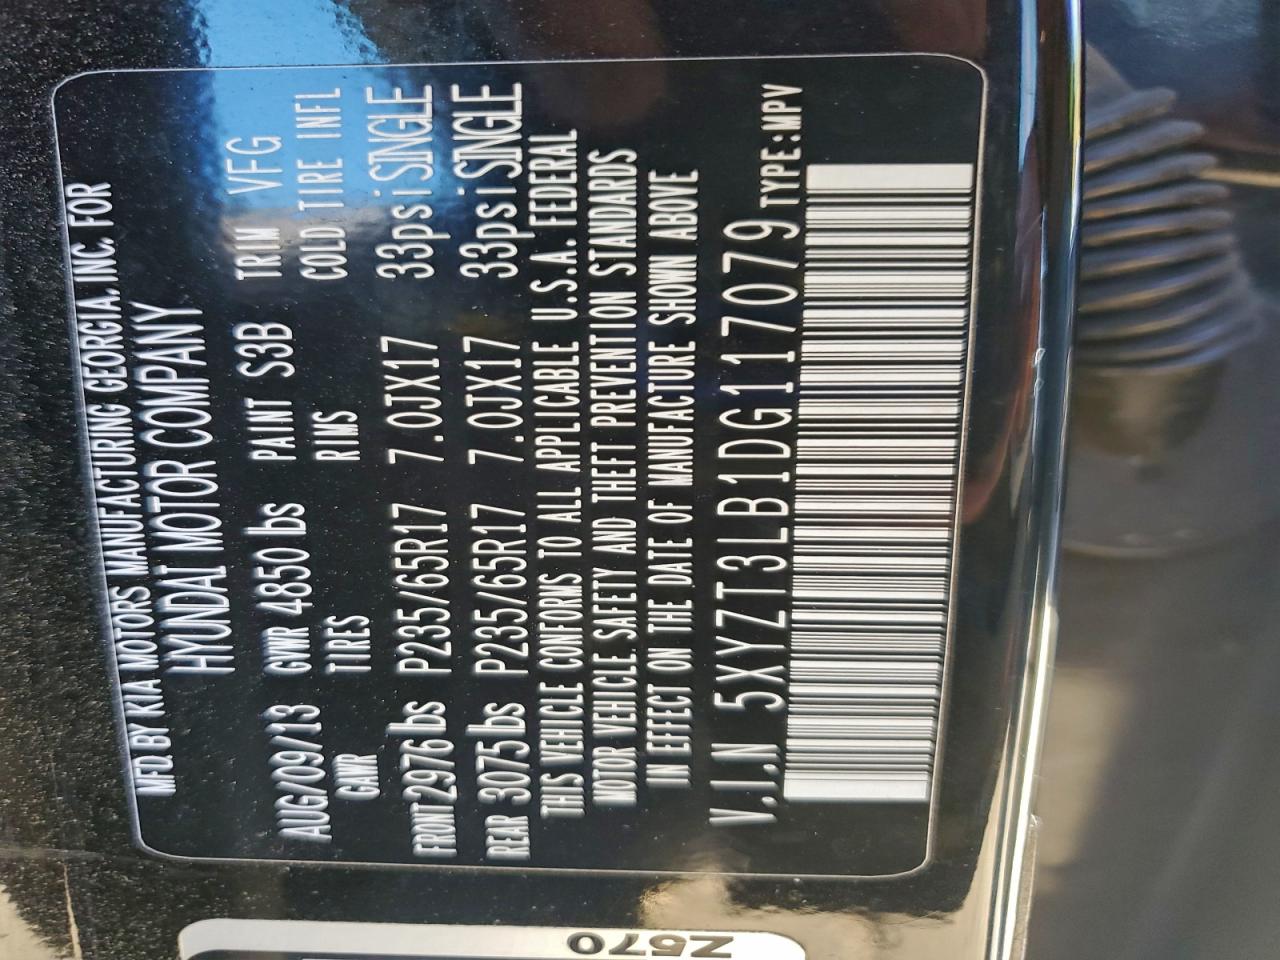 MFD. BY KIA MOTORS MANUFACTURING GEORGIA, INC. FOR
HYUNDAI MOTOR COMPANY
AUG/09/13 GVWR 4850 lbs PAINT S3B TRIM VFG
GAWR TIRES RIMS COLD TIRE INFL
FRONT 2976 lbs P235/65R17 7.0JX17 33psi SINGLE
REAR 3075 lbs P235/65R17 7.0JX17 33psi SINGLE
THIS VEHICLE CONFORMS TO ALL APPLICABLE U.S.A. FEDERAL
MOTOR VEHICLE SAFETY AND THEFT PREVENTION STANDARDS
IN EFFECT ON THE DATE OF MANUFACTURE SHOWN ABOVE
V.I.N 5XYZT3LB1DG117079 TYPE:MPV
Z570